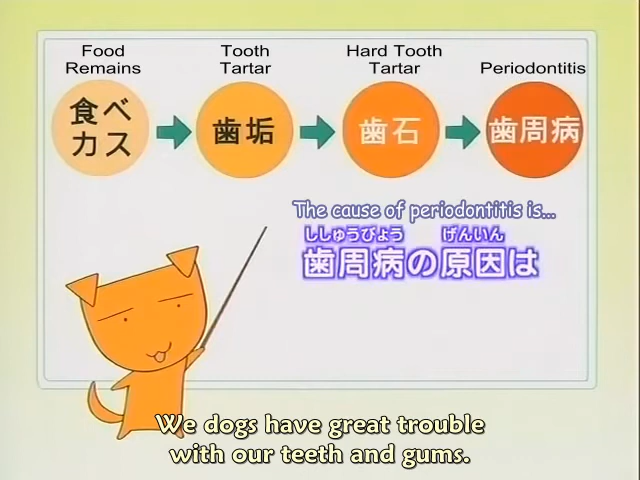 Food
Remains
Tooth
Tartar
Hard Tooth
Tartar
Periodontitis
食べ
カス
歯垢
歯石
歯周病
The cause of periodontitis is...
ししゅうびょう げんいん
歯周病の原因は
We dogs have great trouble
with our teeth and gums.